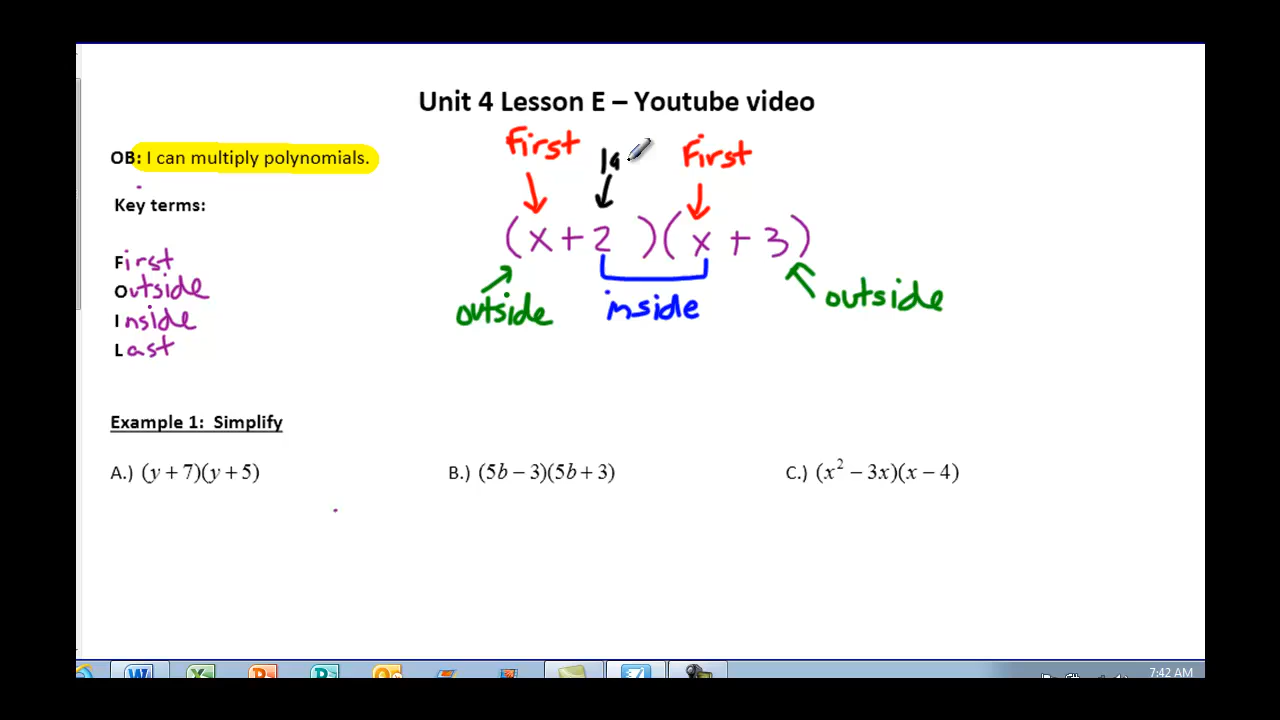 Unit 4 Lesson E – Youtube video
OB: I can multiply polynomials.
First la First
Key terms:
(x+2)(x+3)
First
Outside
Inside
Last
outside inside outside
Example 1: Simplify
A.) (y + 7)(y + 5) B.) (5b − 3)(5b + 3) C.) (x² − 3x)(x − 4)
7:42 AM